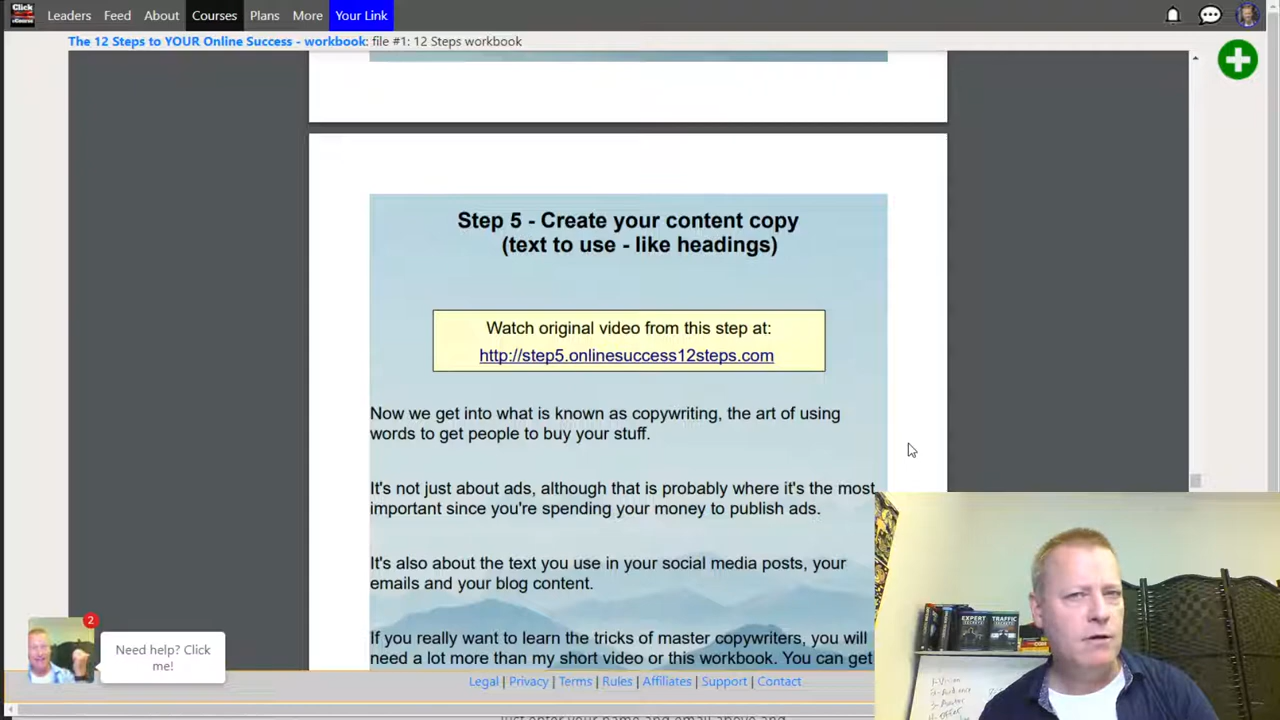 Click
Leaders Feed About Courses Plans More Your Link
The 12 Steps to YOUR Online Success - workbook: file #1: 12 Steps workbook
Step 5 - Create your content copy
(text to use - like headings)
Watch original video from this step at:
http://step5.onlinesuccess12steps.com
Now we get into what is known as copywriting, the art of using
words to get people to buy your stuff.
It's not just about ads, although that is probably where it's the most
important since you're spending your money to publish ads.
It's also about the text you use in your social media posts, your
emails and your blog content.
If you really want to learn the tricks of master copywriters, you will
need a lot more than my short video or this workbook. You can get
2
Need help? Click
me!
Legal | Privacy | Terms | Rules | Affiliates | Support | Contact
EXPERT
SECRETS
TRAFFIC
SECRETS
1-Vision